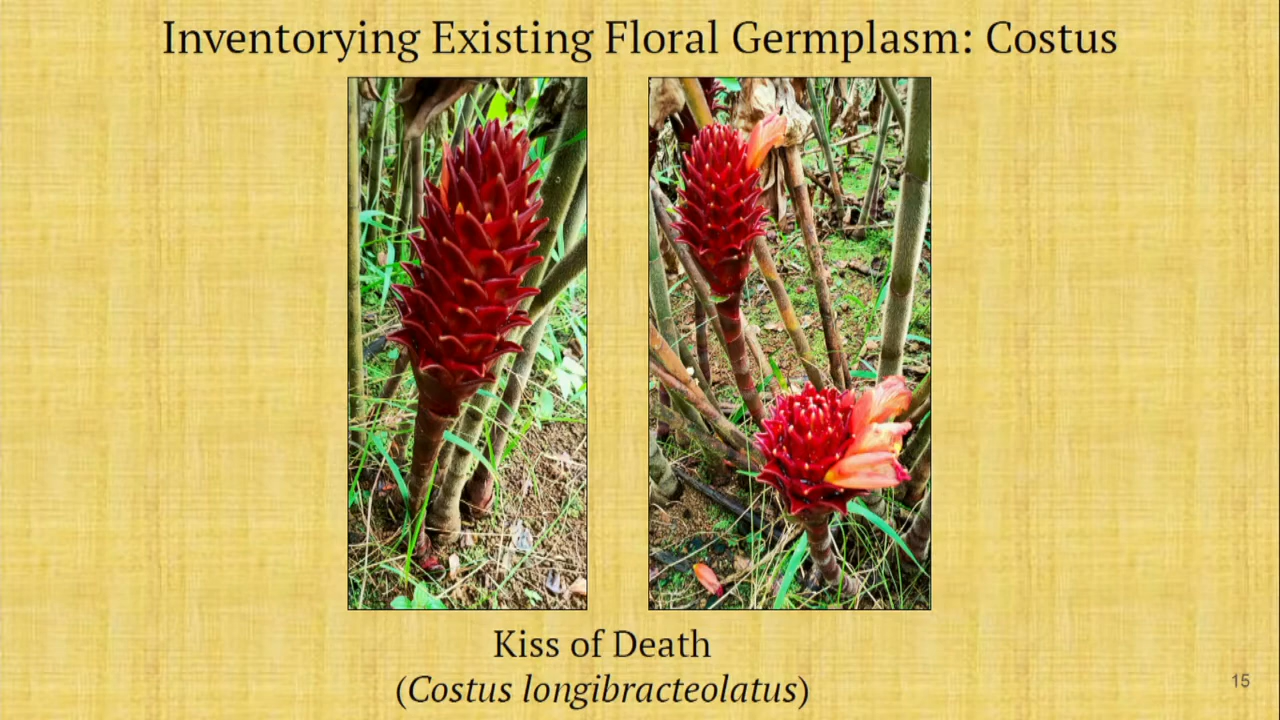 Inventorying Existing Floral Germplasm: Costus
Kiss of Death
(Costus longibracteolatus)
15